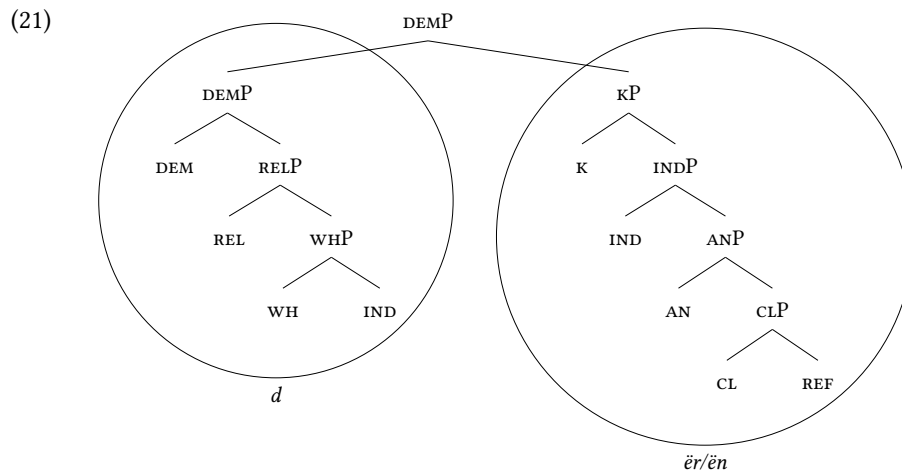 (21)
DEMP
DEMP KP
DEM RELP K INDP
REL WHP IND ANP
WH IND AN CLP
CL REF
d
ër/ën